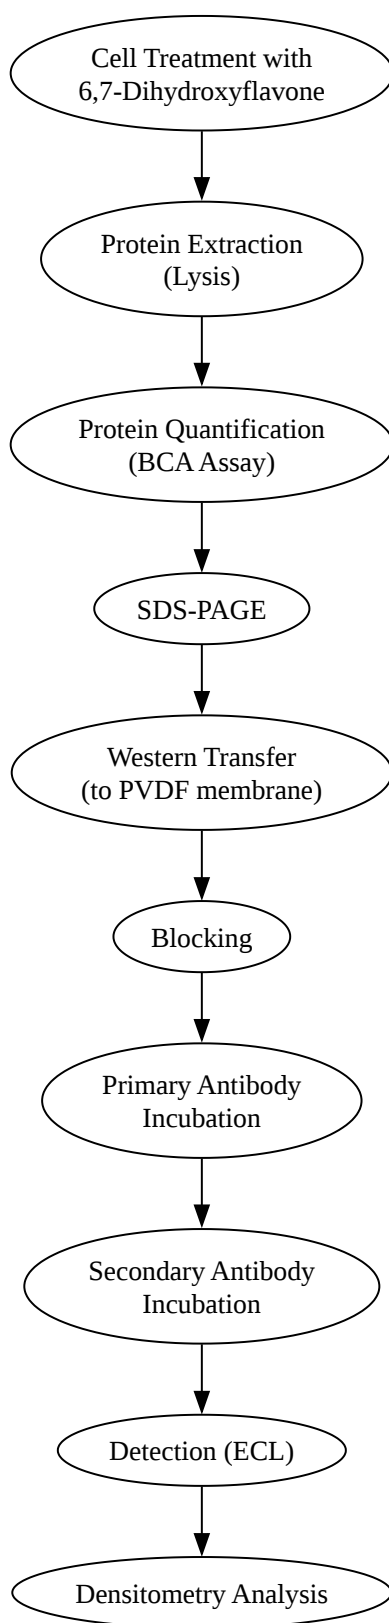 Cell Treatment with
6,7-Dihydroxyflavone
Protein Extraction
(Lysis)
Protein Quantification
(BCA Assay)
SDS-PAGE
Western Transfer
(to PVDF membrane)
Blocking
Primary Antibody
Incubation
Secondary Antibody
Incubation
Detection (ECL)
Densitometry Analysis